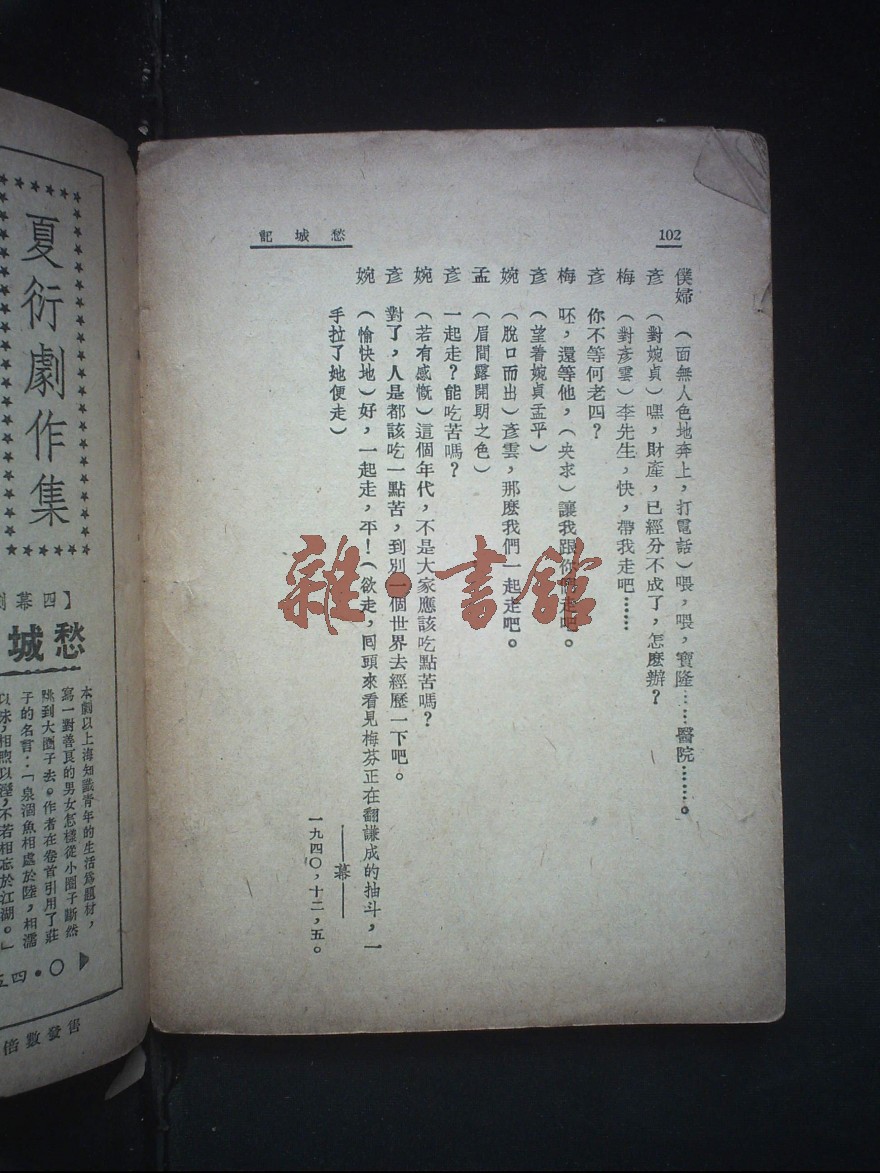 102
愁城記
僕婦　（面無人色地奔上，打電話）喂，喂，寶隆……醫院………。
彥　（對婉貞）嘿，財產，已經分不成了，怎麼辦？
梅　（對彥雲）李先生，快，帶我走吧……
彥　你不等何老四？
梅　呸，還等他，（央求）讓我跟你們走吧。
彥　（望着婉貞孟平）
婉　（脫口而出）彥雲，那麼我們一起走吧。
孟　（眉間露開朗之色）
彥　一起走？能吃苦嗎？
婉　（若有感慨）這個年代，不是大家應該吃點苦嗎？
彥　對了，人是都該吃一點苦，到別一個世界去經歷一下吧。
婉　（愉快地）好，一起走，平！（欲走，囘頭來看見梅芬正在翻謙成的抽斗，一
手拉了她便走）
——幕——
一九四〇，十二，五。
雜·書館
夏衍劇作集
【四幕
愁城
本劇以上海知識青年的生活爲題材，
寫一對善良的男女怎樣從小圈子斷然
跳到大圈子去。作者在卷首引用了莊
子的名言：「泉涸魚相處於陸，相濡
以沫，相煦以溼，不若相忘於江湖。」
〇·四五
倍數發售